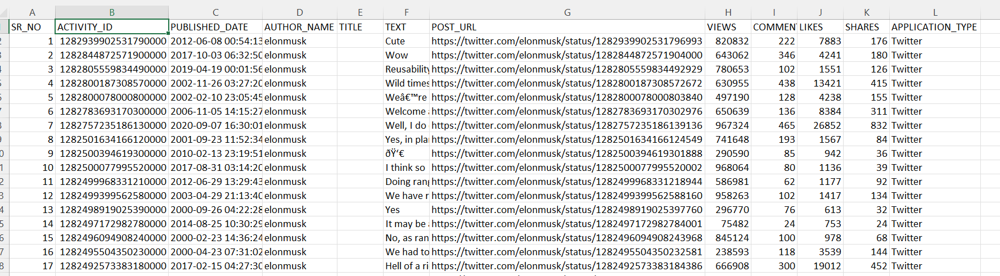 A B C D E F G H I J K L
SR_NO ACTIVITY_ID PUBLISHED_DATE AUTHOR_NAME TITLE TEXT POST_URL VIEWS COMMENT LIKES SHARES APPLICATION_TYPE
1 1282939902531790000 2012-06-08 00:54:13 elonmusk Cute https://twitter.com/elonmusk/status/1282939902531796993 820832 222 7883 176 Twitter
2 1282844872571900000 2017-10-03 06:32:50 elonmusk Wow https://twitter.com/elonmusk/status/1282844872571904000 643062 346 4241 180 Twitter
3 1282805559834490000 2019-04-19 00:01:56 elonmusk Reusability https://twitter.com/elonmusk/status/1282805559834492929 780653 102 1551 126 Twitter
4 1282800187308570000 2002-11-26 03:27:20 elonmusk Wild times https://twitter.com/elonmusk/status/1282800187308572672 630955 438 13421 415 Twitter
5 1282800078000800000 2002-02-10 23:05:45 elonmusk Weâ€™re https://twitter.com/elonmusk/status/1282800078000803840 497190 128 4238 155 Twitter
6 1282783693170300000 2006-11-05 14:15:27 elonmusk Welcome a https://twitter.com/elonmusk/status/1282783693170302976 650639 136 8384 311 Twitter
7 1282757235186130000 2020-09-07 16:30:01 elonmusk Well, I do https://twitter.com/elonmusk/status/1282757235186139136 967324 465 26852 832 Twitter
8 1282501634166120000 2001-09-23 11:52:34 elonmusk Yes, in pla https://twitter.com/elonmusk/status/1282501634166124549 741648 193 1567 84 Twitter
9 1282500394619300000 2010-02-13 23:19:51 elonmusk ðŸ‘€ https://twitter.com/elonmusk/status/1282500394619301888 290590 85 942 36 Twitter
10 1282500077995520000 2017-08-31 03:14:20 elonmusk I think so https://twitter.com/elonmusk/status/1282500077995520002 968064 80 1136 39 Twitter
11 1282499968331210000 2012-06-29 13:29:43 elonmusk Doing rang https://twitter.com/elonmusk/status/1282499968331218944 586981 62 1177 92 Twitter
12 1282499399562580000 2003-04-29 21:13:40 elonmusk We have r https://twitter.com/elonmusk/status/1282499399562588160 958263 102 1417 134 Twitter
13 1282498919025390000 2000-09-26 04:22:28 elonmusk Yes https://twitter.com/elonmusk/status/1282498919025397760 296770 76 613 32 Twitter
14 1282497172982780000 2014-08-25 10:30:29 elonmusk It may be a https://twitter.com/elonmusk/status/1282497172982784001 75482 24 753 24 Twitter
15 1282496094908240000 2000-02-23 14:36:24 elonmusk No, as ran https://twitter.com/elonmusk/status/1282496094908243968 845124 100 978 68 Twitter
16 1282495504350230000 2000-04-23 07:31:02 elonmusk We had to https://twitter.com/elonmusk/status/1282495504350232581 238593 118 3539 144 Twitter
17 1282492573383180000 2017-02-15 04:27:30 elonmusk Hell of a ri https://twitter.com/elonmusk/status/1282492573383184386 666908 300 19012 452 Twitter